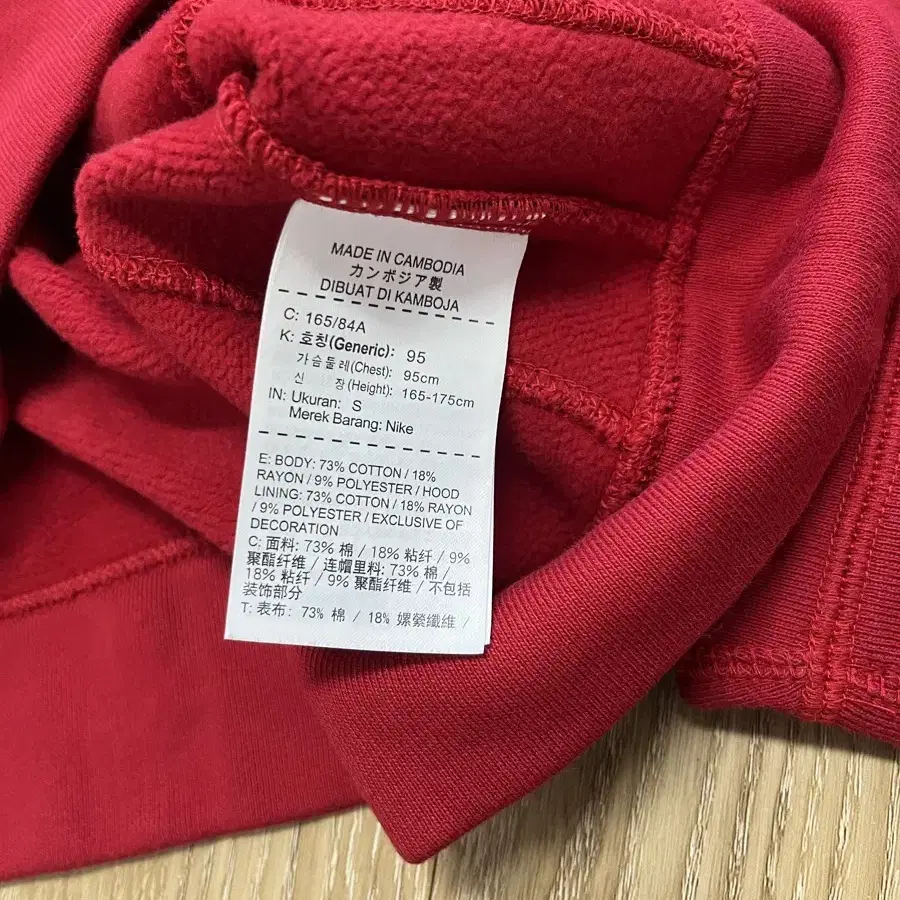 MADE IN CAMBODIA
カンボジア製
DIBUAT DI KAMBOJA
C: 165/84A
K: 호칭(Generic): 95
가슴둘레(Chest): 95cm
신 장(Height): 165-175cm
IN: Ukuran: S
Merek Barang: Nike
E: BODY: 73% COTTON / 18%
RAYON / 9% POLYESTER / HOOD
LINING: 73% COTTON / 18% RAYON
/ 9% POLYESTER / EXCLUSIVE OF
DECORATION
C: 面料: 73% 棉 / 18% 粘纤 / 9%
聚酯纤维 / 连帽里料: 73% 棉 /
18% 粘纤 / 9% 聚酯纤维 / 不包括
装饰部分
T: 表布: 73% 棉 / 18% 嫘縈纖維 /